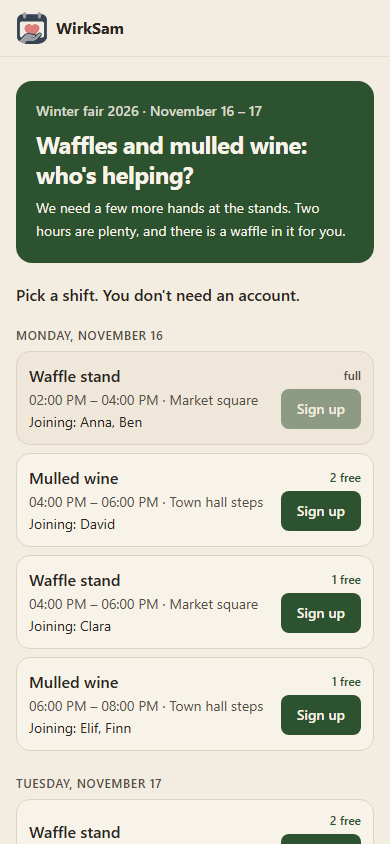 WirkSam
Winter fair 2026 · November 16 – 17
Waffles and mulled wine:
who's helping?
We need a few more hands at the stands. Two
hours are plenty, and there is a waffle in it for you.
Pick a shift. You don't need an account.
MONDAY, NOVEMBER 16
Waffle stand
full
02:00 PM – 04:00 PM · Market square
Sign up
Joining: Anna, Ben
Mulled wine
2 free
04:00 PM – 06:00 PM · Town hall steps
Sign up
Joining: David
Waffle stand
1 free
04:00 PM – 06:00 PM · Market square
Sign up
Joining: Clara
Mulled wine
1 free
06:00 PM – 08:00 PM · Town hall steps
Sign up
Joining: Elif, Finn
TUESDAY, NOVEMBER 17
2 free
Waffle stand